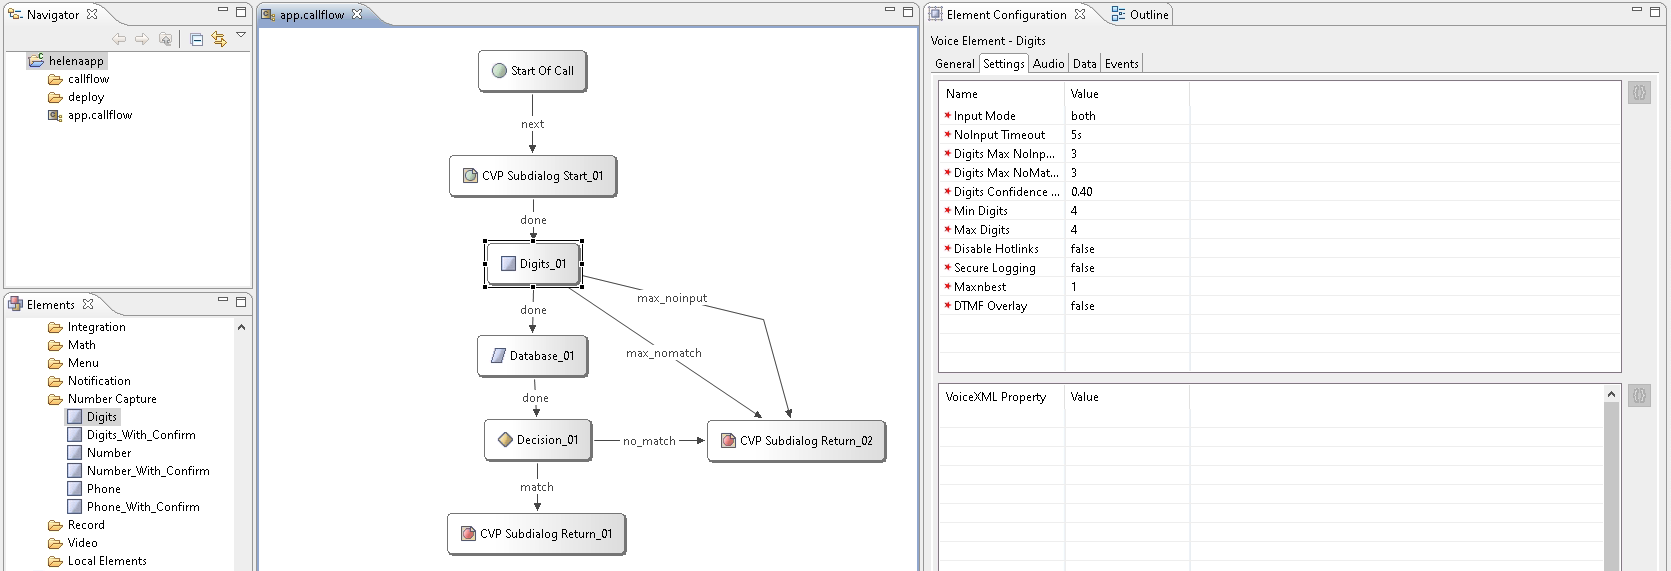 Navigator
helenaapp
callflow
deploy
app.callflow
Elements
Integration
Math
Menu
Notification
Number Capture
Digits
Digits_With_Confirm
Number
Number_With_Confirm
Phone
Phone_With_Confirm
Record
Video
Local Elements
app.callflow
Start Of Call
next
CVP Subdialog Start_01
done
Digits_01
max_noinput
done
max_nomatch
Database_01
done
Decision_01
no_match
CVP Subdialog Return_02
match
CVP Subdialog Return_01
Element Configuration Outline
Voice Element - Digits
General Settings Audio Data Events
Name Value
* Input Mode both
* NoInput Timeout 5s
* Digits Max NoInp... 3
* Digits Max NoMat... 3
* Digits Confidence ... 0.40
* Min Digits 4
* Max Digits 4
* Disable Hotlinks false
* Secure Logging false
* Maxnbest 1
* DTMF Overlay false
VoiceXML Property Value